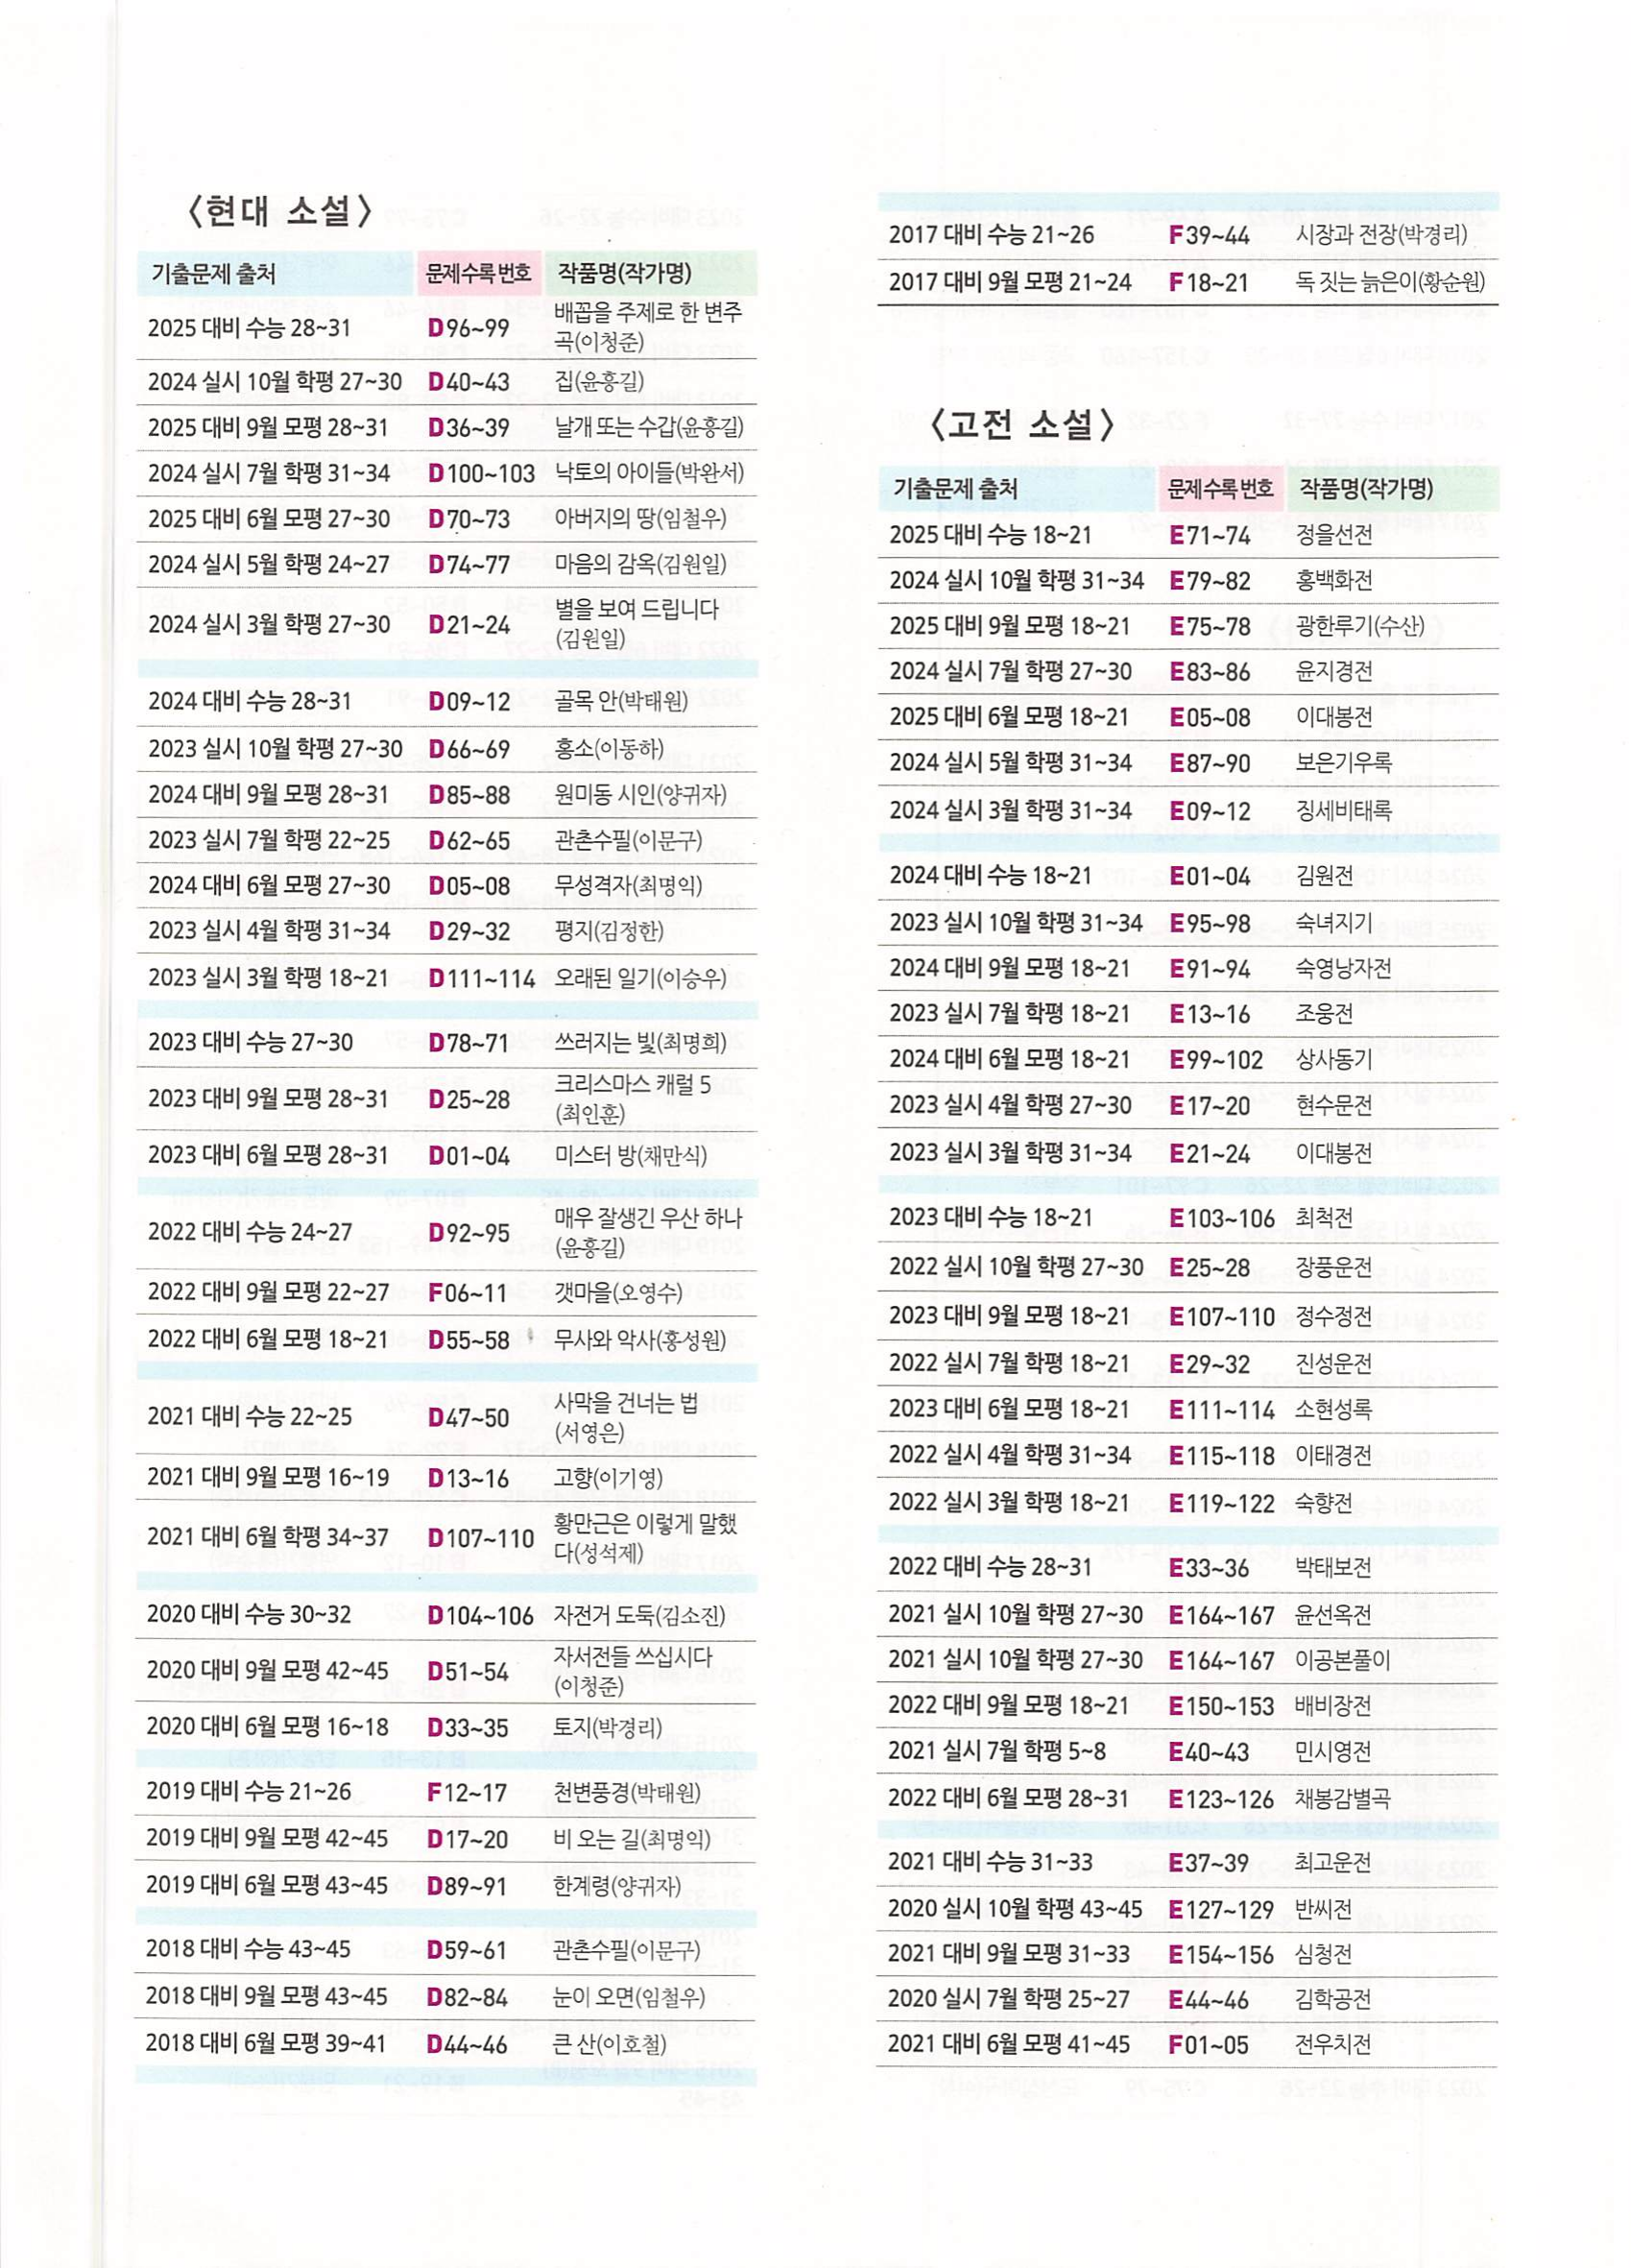 〈현대 소설〉
기출문제 출처 문제수록 번호 작품명(작가명)
2025 대비 수능 28~31 D96~99 배꼽을 주제로 한 변주
곡(이청준)
2024 실시 10월 학평 27~30 D40~43 집(윤흥길)
2025 대비 9월 모평 28~31 D36~39 날개 또는 수갑(윤흥길)
2024 실시 7월 학평 31~34 D100~103 낙토의 아이들(박완서)
2025 대비 6월 모평 27~30 D70~73 아버지의 땅(임철우)
2024 실시 5월 학평 24~27 D74~77 마음의 감옥(김원일)
2024 실시 3월 학평 27~30 D21~24 별을 보여 드립니다
(김원일)
2024 대비 수능 28~31 D09~12 골목 안(박태원)
2023 실시 10월 학평 27~30 D66~69 홍소(이동하)
2024 대비 9월 모평 28~31 D85~88 원미동 시인(양귀자)
2023 실시 7월 학평 22~25 D62~65 관촌수필(이문구)
2024 대비 6월 모평 27~30 D05~08 무성격자(최명익)
2023 실시 4월 학평 31~34 D29~32 평지(김정한)
2023 실시 3월 학평 18~21 D111~114 오래된 일기(이승우)
2023 대비 수능 27~30 D78~71 쓰러지는 빛(최명희)
2023 대비 9월 모평 28~31 D25~28 크리스마스 캐럴 5
(최인훈)
2023 대비 6월 모평 28~31 D01~04 미스터 방(채만식)
2022 대비 수능 24~27 D92~95 매우 잘생긴 우산 하나
(윤흥길)
2022 대비 9월 모평 22~27 F06~11 갯마을(오영수)
2022 대비 6월 모평 18~21 D55~58 무사와 악사(홍성원)
2021 대비 수능 22~25 D47~50 사막을 건너는 법
(서영은)
2021 대비 9월 모평 16~19 D13~16 고향(이기영)
2021 대비 6월 학평 34~37 D107~110 황만근은 이렇게 말했
다(성석제)
2020 대비 수능 30~32 D104~106 자전거 도둑(김소진)
2020 대비 9월 모평 42~45 D51~54 자서전들 쓰십시다
(이청준)
2020 대비 6월 모평 16~18 D33~35 토지(박경리)
2019 대비 수능 21~26 F12~17 천변풍경(박태원)
2019 대비 9월 모평 42~45 D17~20 비 오는 길(최명익)
2019 대비 6월 모평 43~45 D89~91 한계령(양귀자)
2018 대비 수능 43~45 D59~61 관촌수필(이문구)
2018 대비 9월 모평 43~45 D82~84 눈이 오면(임철우)
2018 대비 6월 모평 39~41 D44~46 큰 산(이호철)
2017 대비 수능 21~26 F39~44 시장과 전장(박경리)
2017 대비 9월 모평 21~24 F18~21 독 짓는 늙은이(황순원)
〈고전 소설〉
기출문제 출처 문제수록 번호 작품명(작가명)
2025 대비 수능 18~21 E71~74 정을선전
2024 실시 10월 학평 31~34 E79~82 홍백화전
2025 대비 9월 모평 18~21 E75~78 광한루기(수산)
2024 실시 7월 학평 27~30 E83~86 윤지경전
2025 대비 6월 모평 18~21 E05~08 이대봉전
2024 실시 5월 학평 31~34 E87~90 보은기우록
2024 실시 3월 학평 31~34 E09~12 징세비태록
2024 대비 수능 18~21 E01~04 김원전
2023 실시 10월 학평 31~34 E95~98 숙녀지기
2024 대비 9월 모평 18~21 E91~94 숙영낭자전
2023 실시 7월 학평 18~21 E13~16 조웅전
2024 대비 6월 모평 18~21 E99~102 상사동기
2023 실시 4월 학평 27~30 E17~20 현수문전
2023 실시 3월 학평 31~34 E21~24 이대봉전
2023 대비 수능 18~21 E103~106 최척전
2022 실시 10월 학평 27~30 E25~28 장풍운전
2023 대비 9월 모평 18~21 E107~110 정수정전
2022 실시 7월 학평 18~21 E29~32 진성운전
2023 대비 6월 모평 18~21 E111~114 소현성록
2022 실시 4월 학평 31~34 E115~118 이태경전
2022 실시 3월 학평 18~21 E119~122 숙향전
2022 대비 수능 28~31 E33~36 박태보전
2021 실시 10월 학평 27~30 E164~167 윤선옥전
2021 실시 10월 학평 27~30 E164~167 이공본풀이
2022 대비 9월 모평 18~21 E150~153 배비장전
2021 실시 7월 학평 5~8 E40~43 민시영전
2022 대비 6월 모평 28~31 E123~126 채봉감별곡
2021 대비 수능 31~33 E37~39 최고운전
2020 실시 10월 학평 43~45 E127~129 반씨전
2021 대비 9월 모평 31~33 E154~156 심청전
2020 실시 7월 학평 25~27 E44~46 김학공전
2021 대비 6월 모평 41~45 F01~05 전우치전